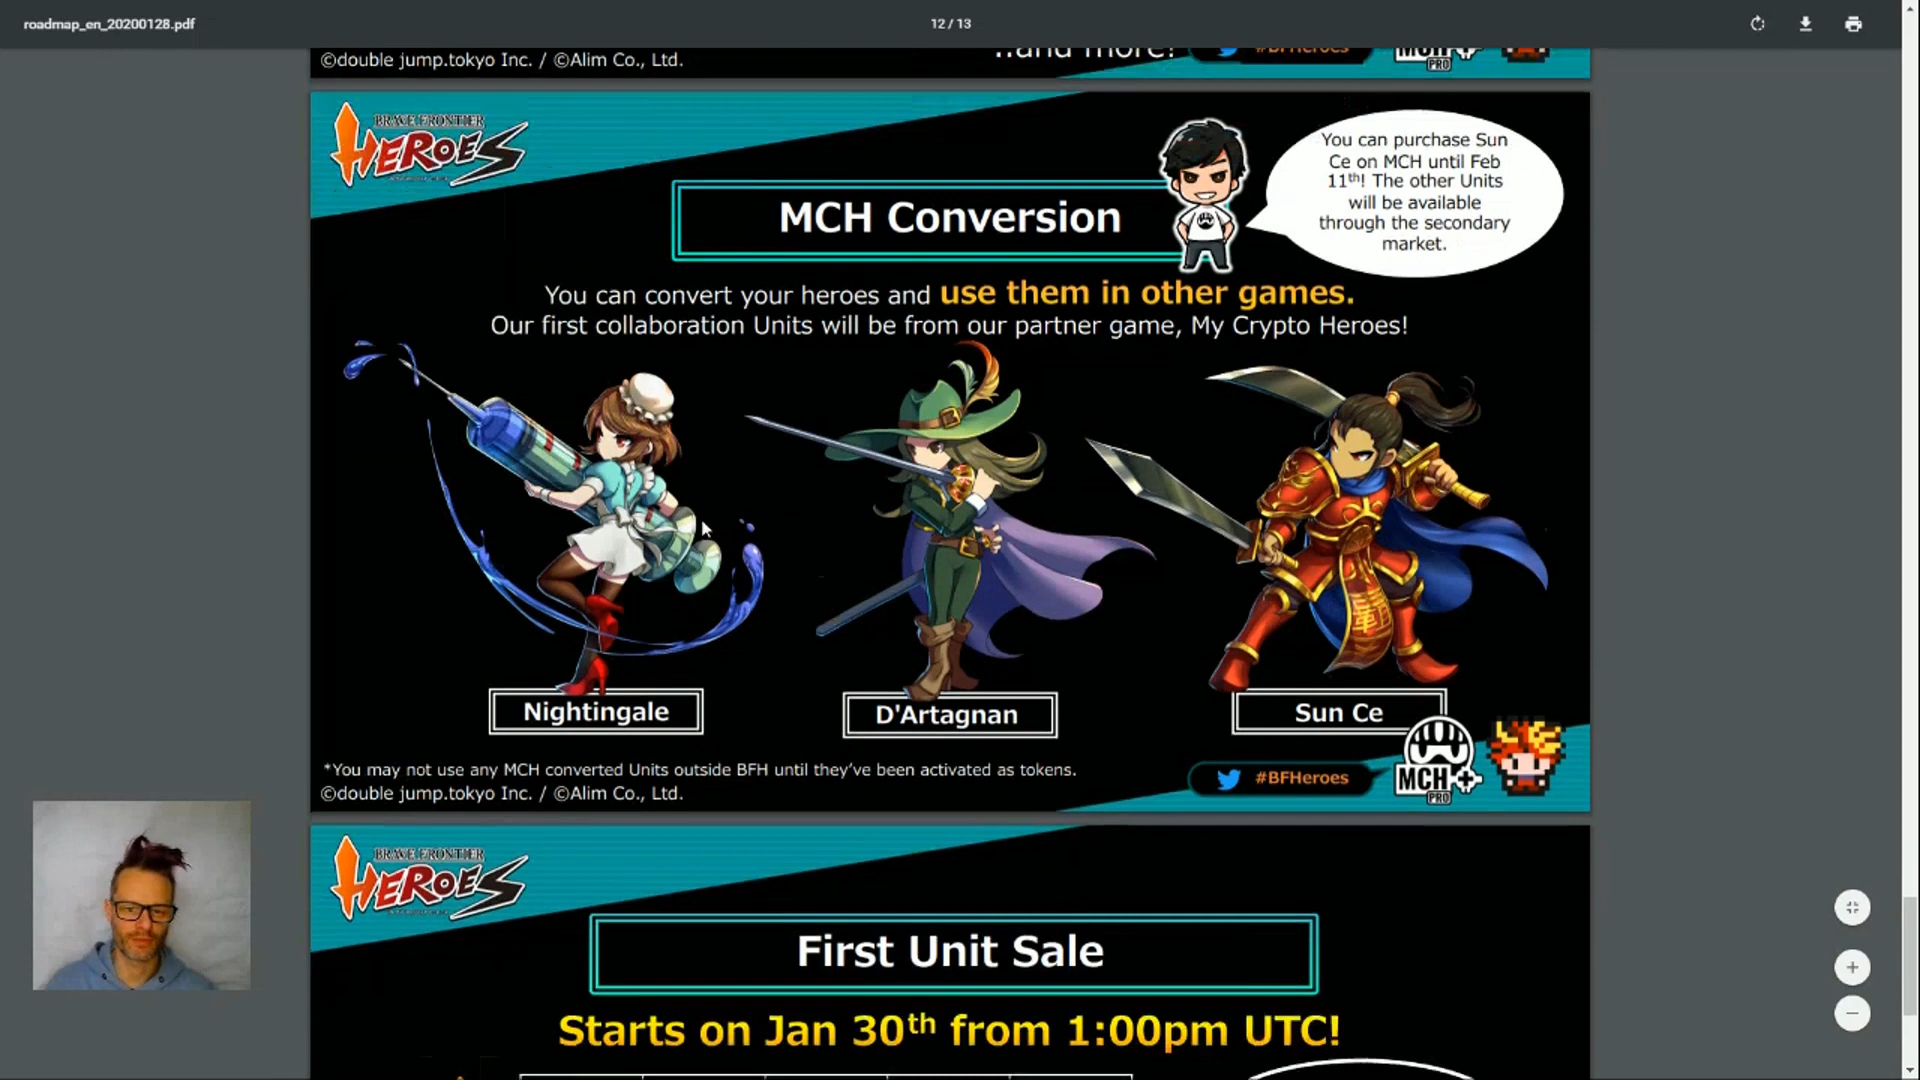 roadmap_en_20200128.pdf
12 / 13
©double jump.tokyo Inc. / ©Alim Co., Ltd.
..and more!
#BFHeroes
MCH+
PRO
BRAVE FRONTIER
HEROES
MCH Conversion
You can purchase Sun
Ce on MCH until Feb
11th! The other Units
will be available
through the secondary
market.
You can convert your heroes and use them in other games.
Our first collaboration Units will be from our partner game, My Crypto Heroes!
Nightingale
D'Artagnan
Sun Ce
*You may not use any MCH converted Units outside BFH until they've been activated as tokens.
©double jump.tokyo Inc. / ©Alim Co., Ltd.
#BFHeroes
MCH+
PRO
BRAVE FRONTIER
HEROES
First Unit Sale
Starts on Jan 30th from 1:00pm UTC!